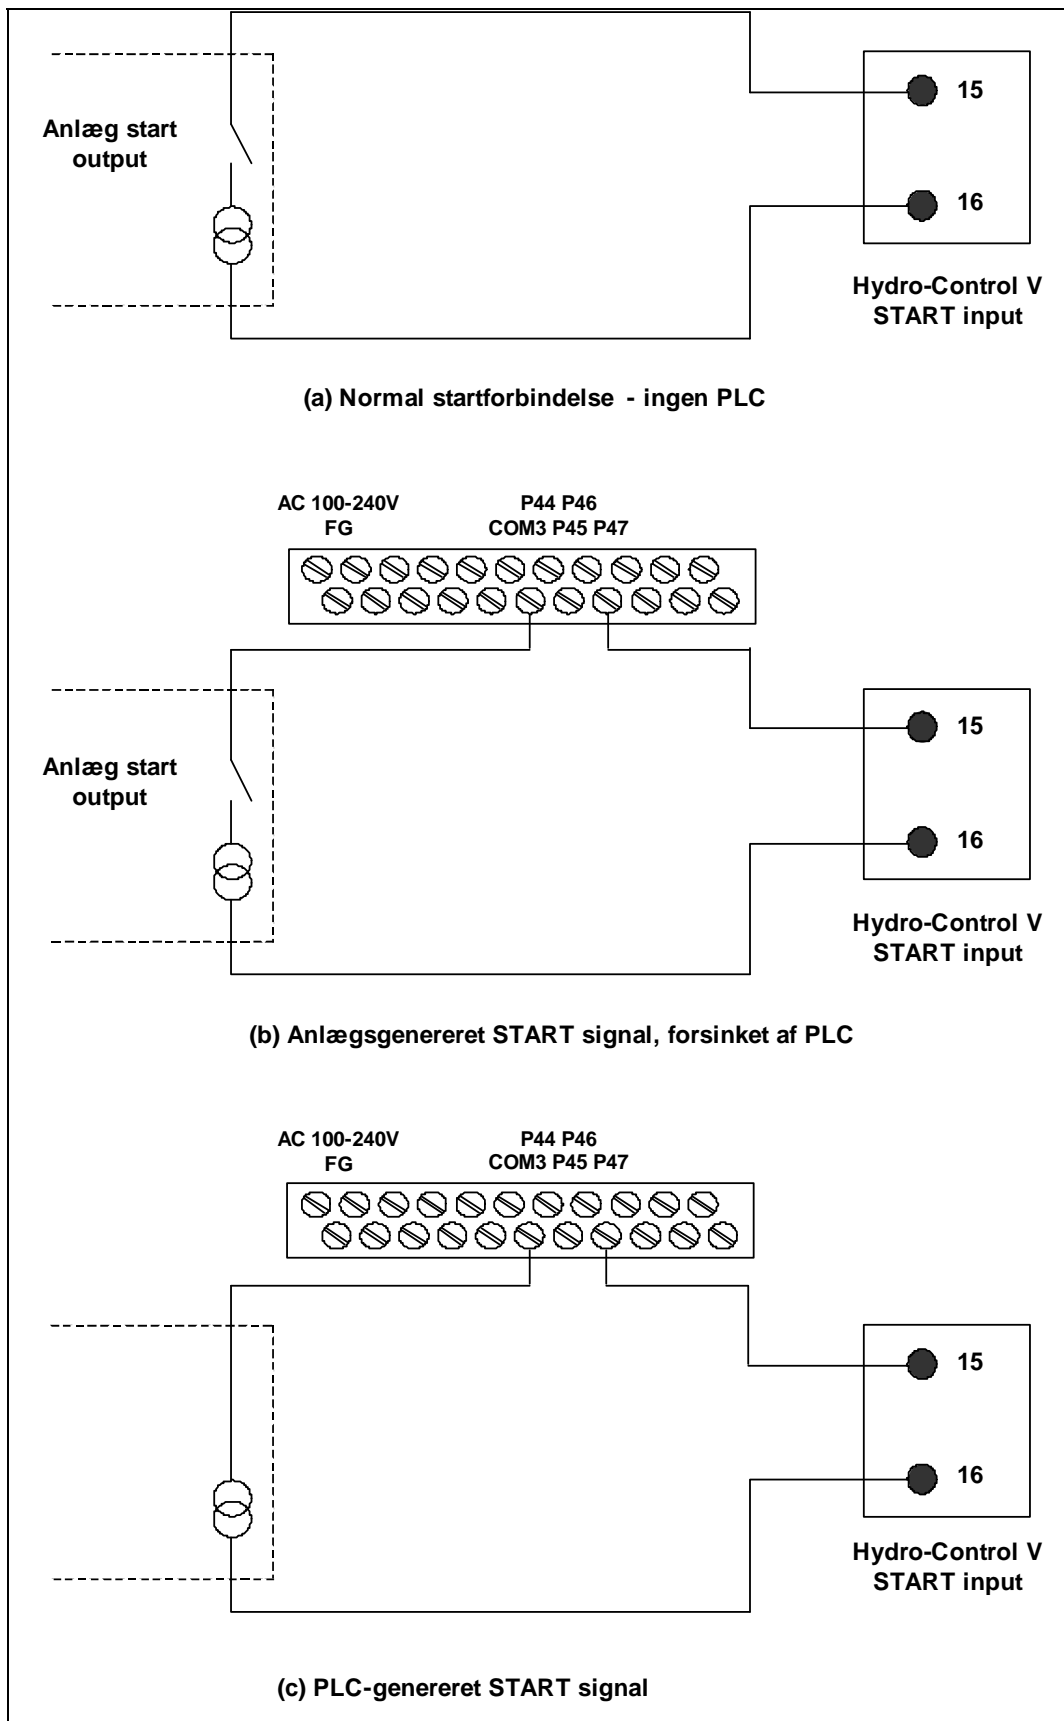 Anlæg start
output
15
16
Hydro-Control V
START input
(a) Normal startforbindelse - ingen PLC
AC 100-240V
FG
P44 P46
COM3 P45 P47
Anlæg start
output
15
16
Hydro-Control V
START input
(b) Anlægsgenereret START signal, forsinket af PLC
AC 100-240V
FG
P44 P46
COM3 P45 P47
15
16
Hydro-Control V
START input
(c) PLC-genereret START signal